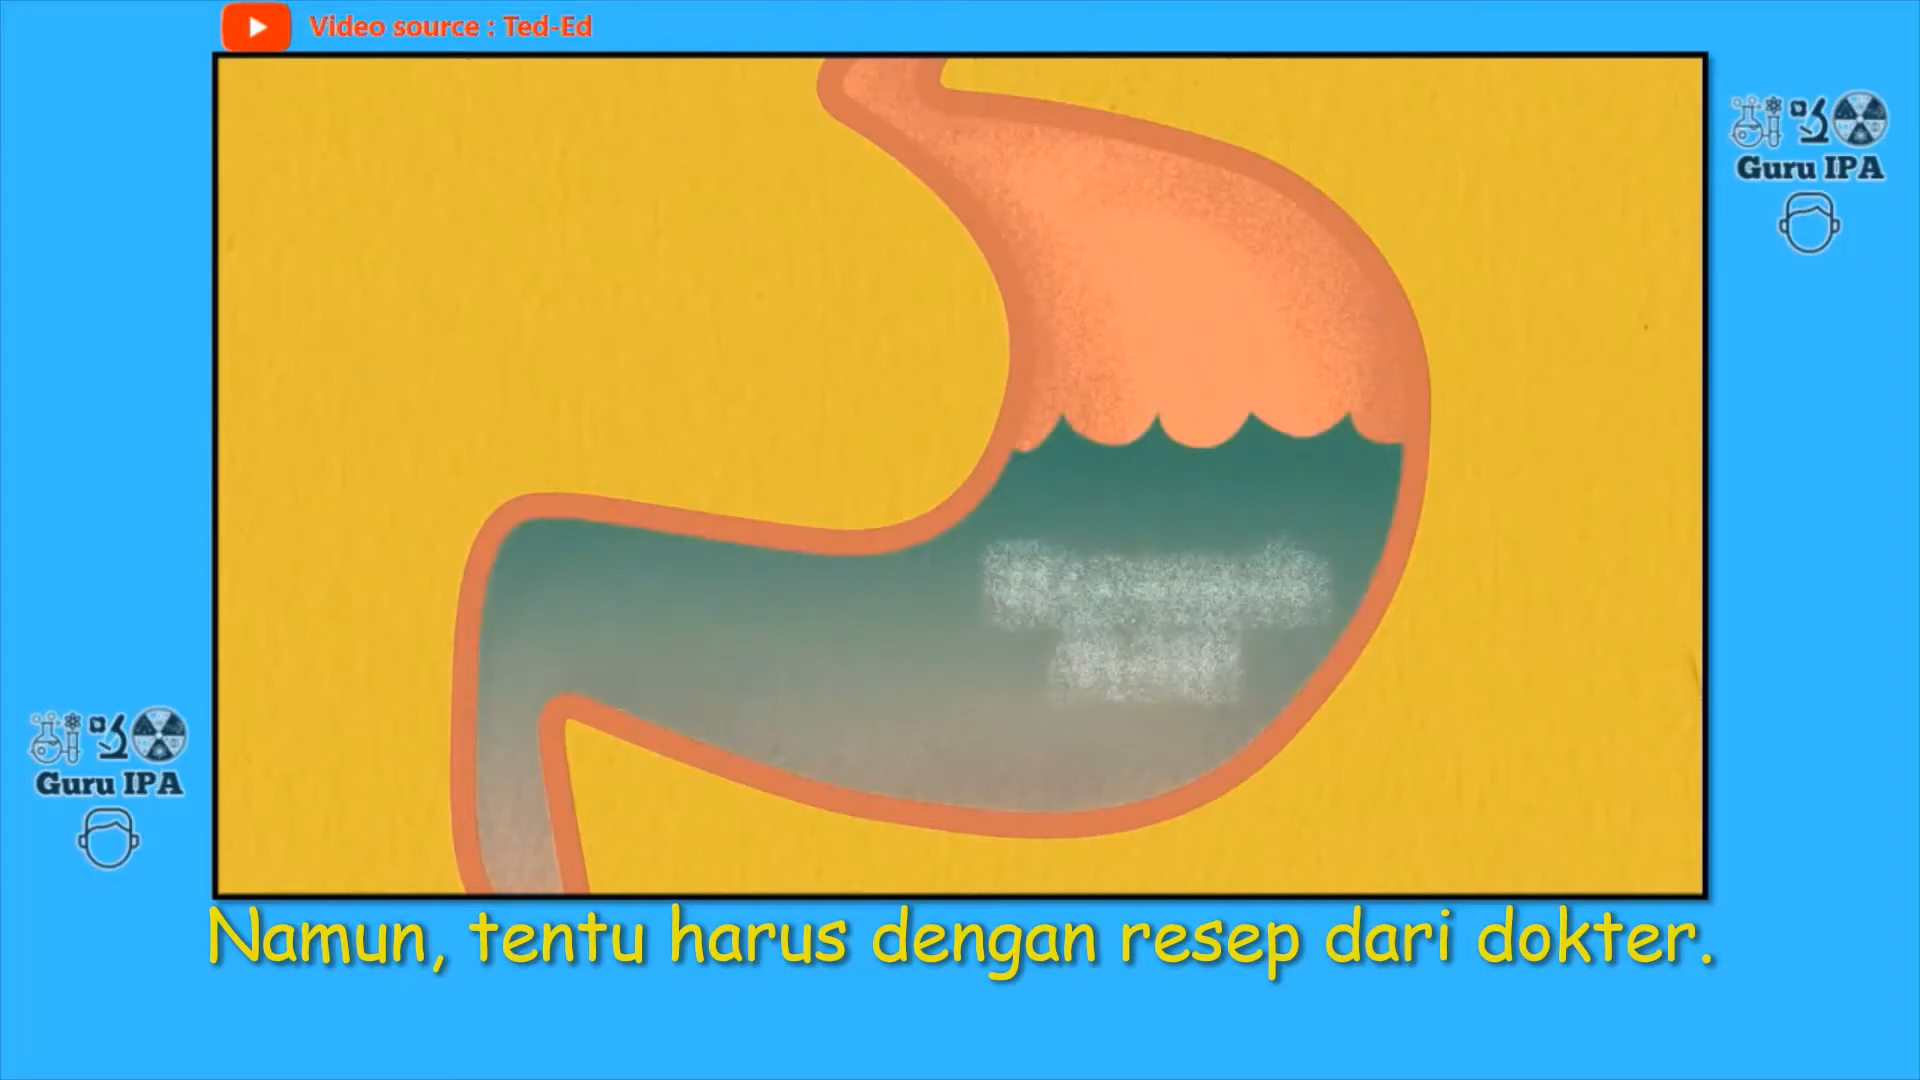 Video source : Ted-Ed
Guru IPA
Guru IPA
Namun, tentu harus dengan resep dari dokter.